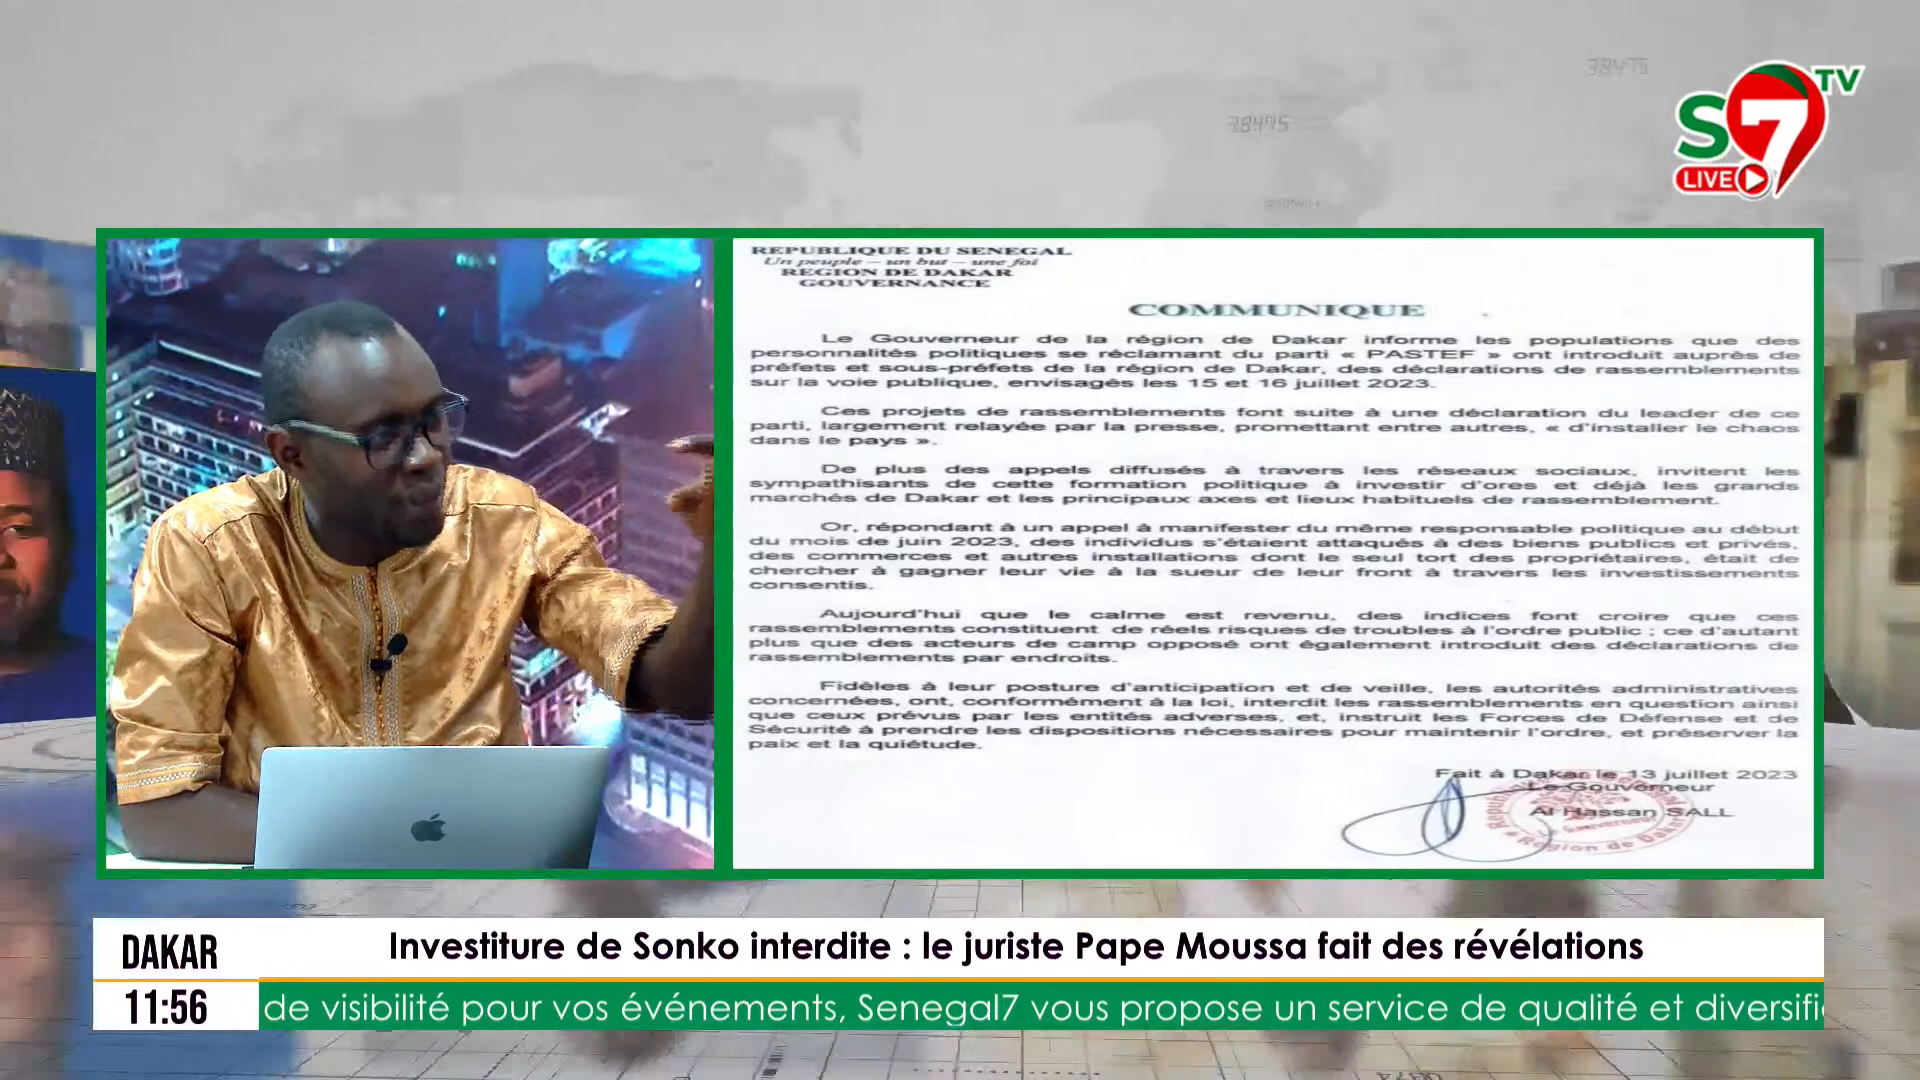 38475
38475
S7 TV
LIVE
REPUBLIQUE DU SENEGAL
Un peuple – un but – une foi
REGION DE DAKAR
GOUVERNANCE
COMMUNIQUE
Le Gouverneur de la région de Dakar informe les populations que des
personnalités politiques se réclamant du parti « PASTEF » ont introduit auprès de
préfets et sous-préfets de la région de Dakar, des déclarations de rassemblements
sur la voie publique, envisagés les 15 et 16 juillet 2023.
Ces projets de rassemblements font suite à une déclaration du leader de ce
parti, largement relayée par la presse, promettant entre autres, « d'installer le chaos
dans le pays ».
De plus des appels diffusés à travers les réseaux sociaux, invitent les
sympathisants de cette formation politique à investir d'ores et déjà les grands
marchés de Dakar et les principaux axes et lieux habituels de rassemblement.
Or, répondant à un appel à manifester du même responsable politique au début
du mois de juin 2023, des individus s'étaient attaqués à des biens publics et privés,
des commerces et autres installations dont le seul tort des propriétaires, était de
chercher à gagner leur vie à la sueur de leur front à travers les investissements
consentis.
Aujourd'hui que le calme est revenu, des indices font croire que ces
rassemblements constituent de réels risques de troubles à l'ordre public ; ce d'autant
plus que des acteurs de camp opposé ont également introduit des déclarations de
rassemblements par endroits.
Fidèles à leur posture d'anticipation et de veille, les autorités administratives
concernées, ont, conformément à la loi, interdit les rassemblements en question ainsi
que ceux prévus par les entités adverses, et, instruit les Forces de Défense et de
Sécurité à prendre les dispositions nécessaires pour maintenir l'ordre, et préserver la
paix et la quiétude.
Fait à Dakar le 13 juillet 2023
Le Gouverneur
Al Hassan SALL
Région de Dakar
DAKAR
Investiture de Sonko interdite : le juriste Pape Moussa fait des révélations
11:56
de visibilité pour vos événements, Senegal7 vous propose un service de qualité et diversifi